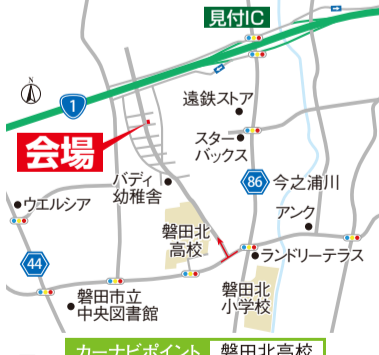 見付IC
N
1
遠鉄ストア
会場
スター
バックス
バディ
幼稚舎
86
今之浦川
ウエルシア
アンク
磐田北
高校
44
ランドリーテラス
磐田市立
中央図書館
磐田北
小学校
カーナビポイント 磐田北高校